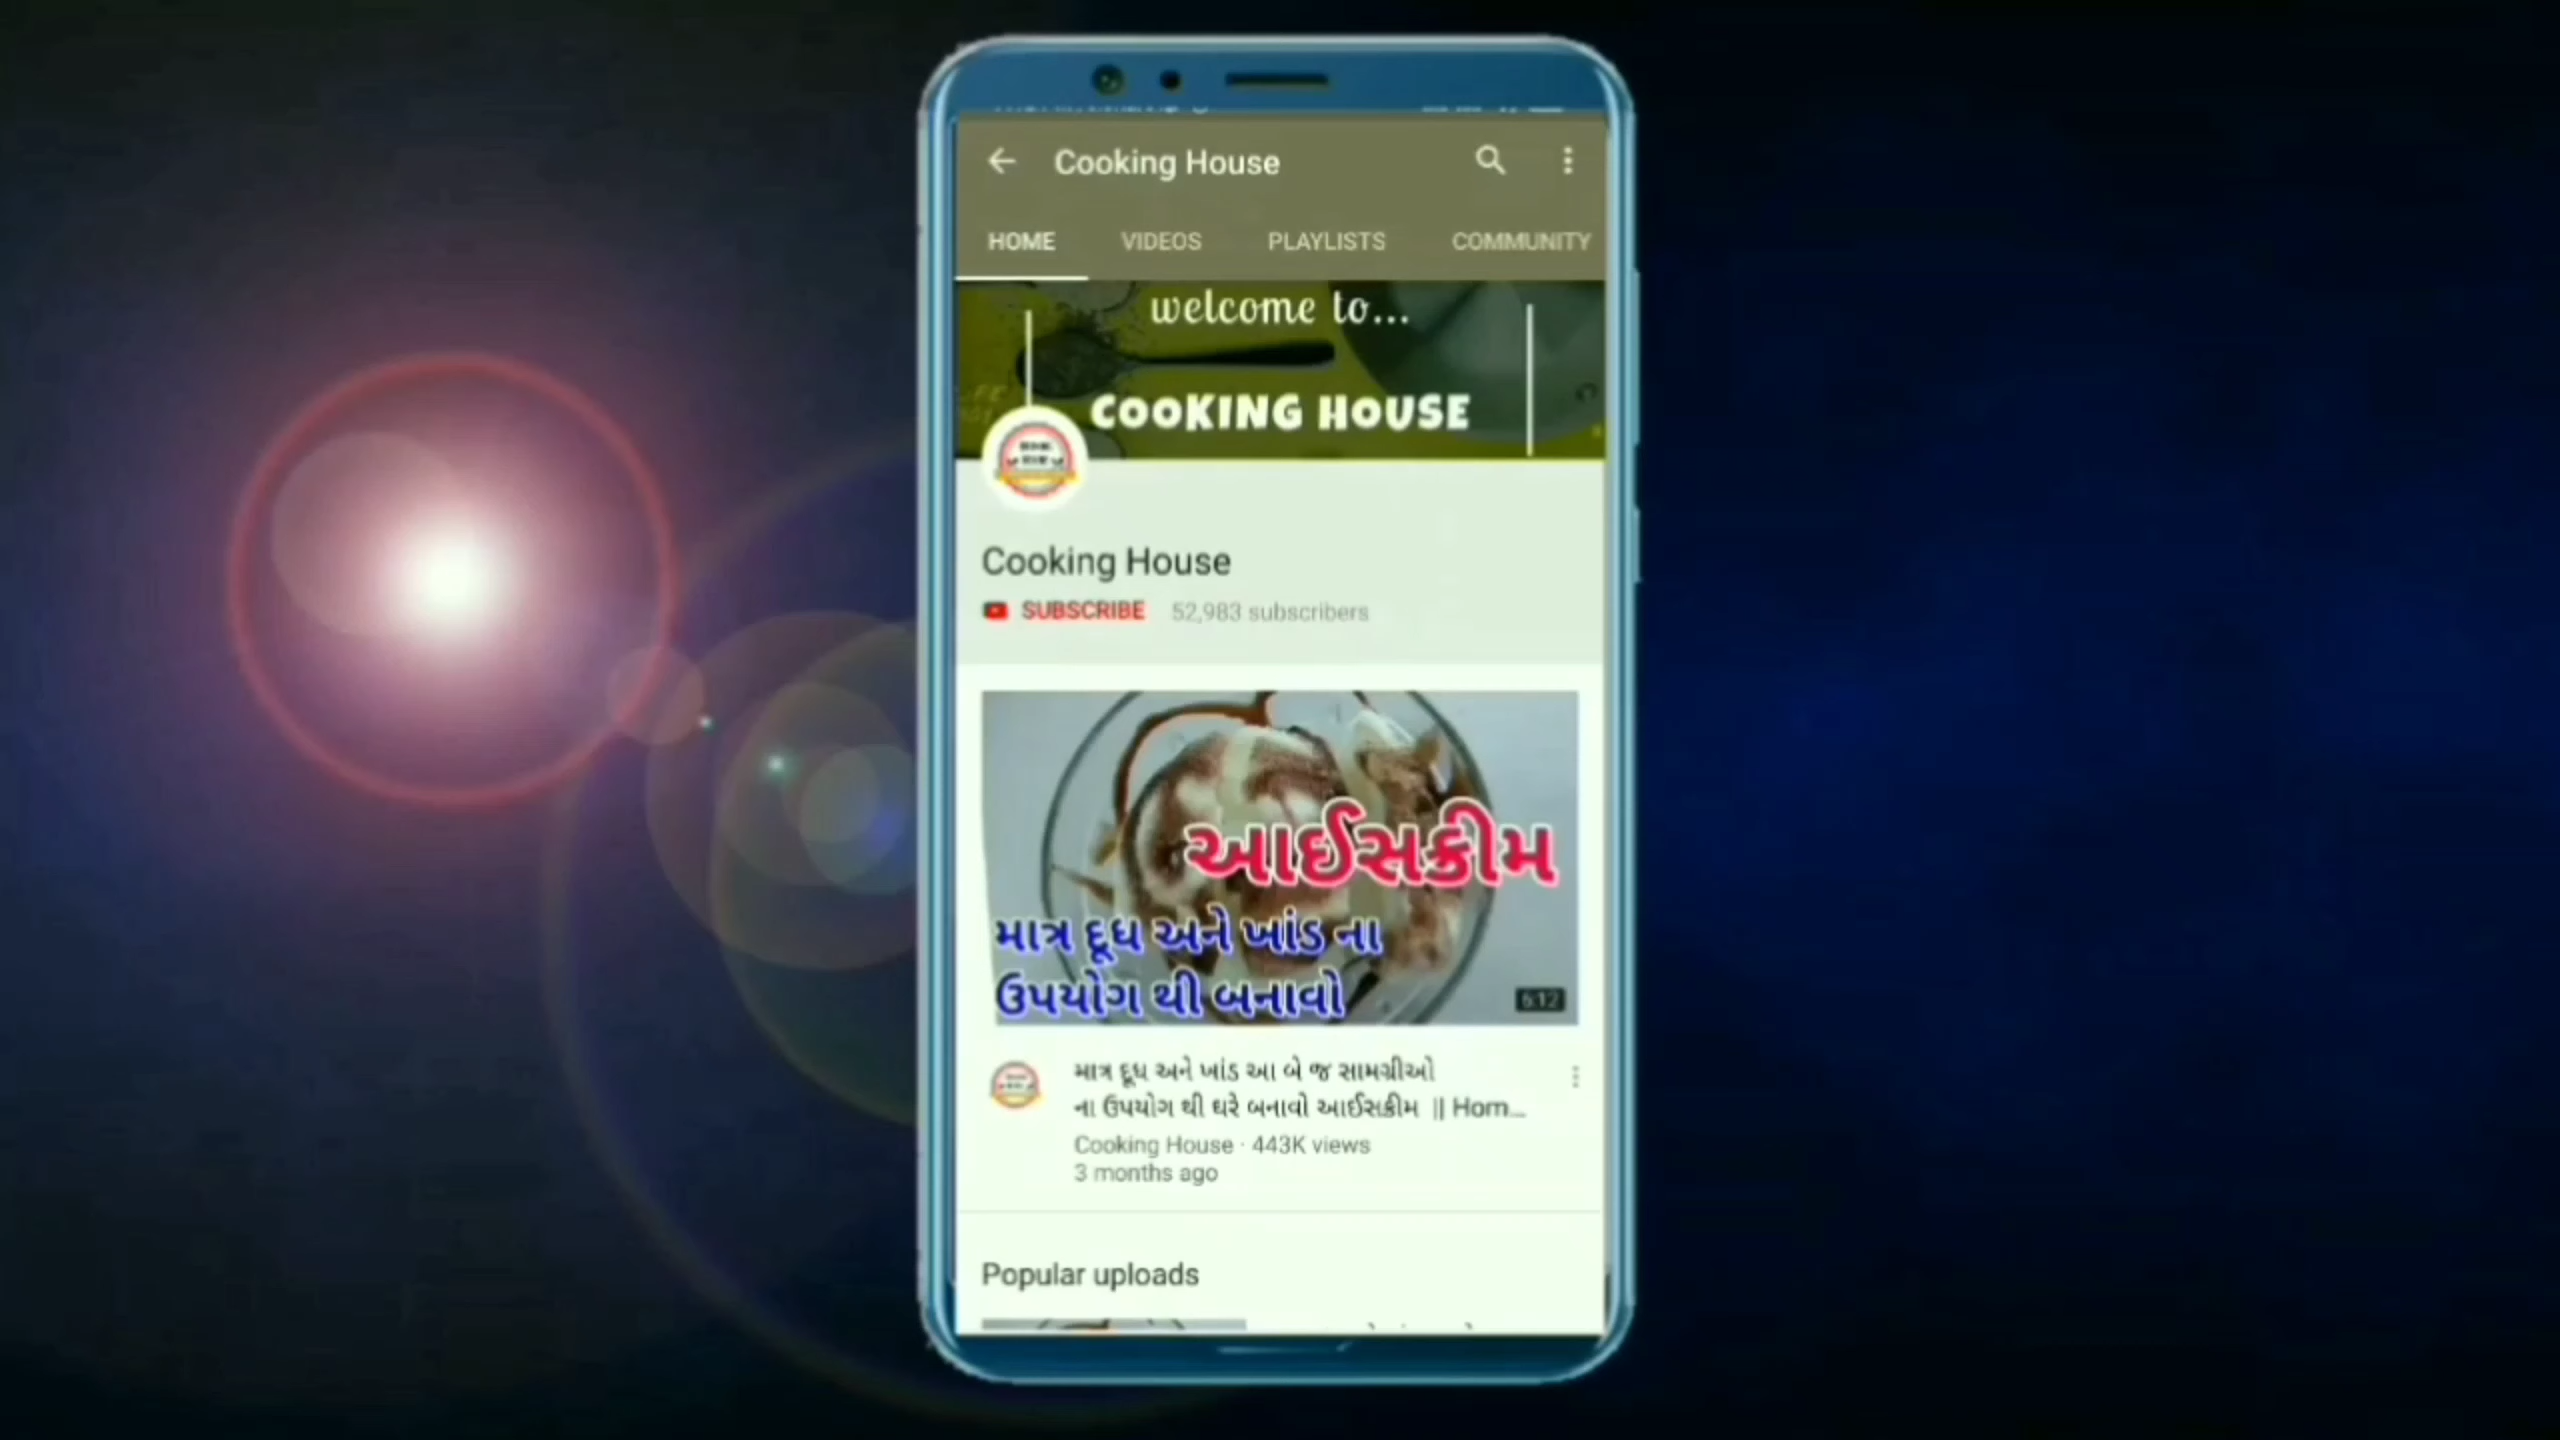 Cooking House
HOME VIDEOS PLAYLISTS COMMUNITY
welcome to...
COOKING HOUSE
Cooking House
SUBSCRIBE 52,983 subscribers
આઈસક્રીમ
માત્ર દૂધ અને ખાંડ ના
ઉપયોગ થી બનાવો
6:12
માત્ર દૂધ અને ખાંડ આ બે જ સામગ્રીઓ
ના ઉપયોગ થી ઘરે બનાવો આઈસક્રીમ || Hom...
Cooking House · 443K views
3 months ago
Popular uploads